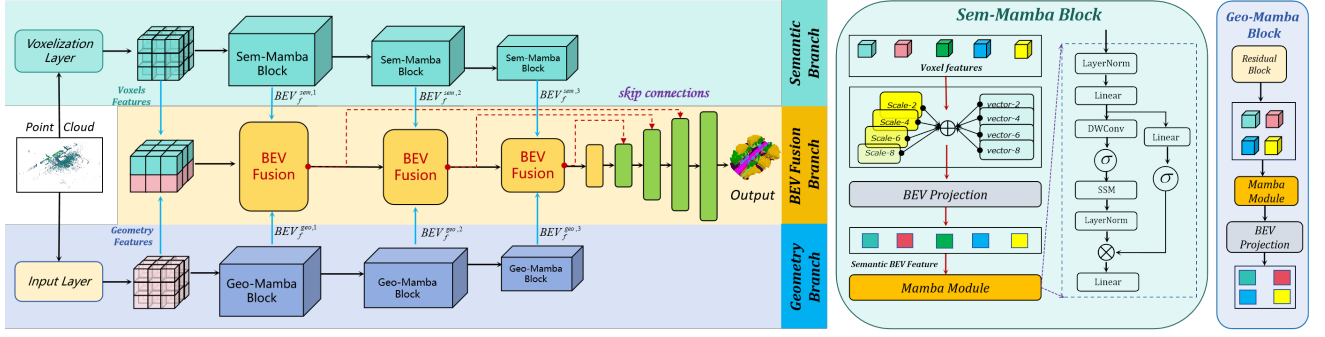 Voxelization
Layer
Sem-Mamba
Block
Sem-Mamba
Block
Sem-Mamba
Block
Semantic
Branch
Voxels
Features
BEV_f^{sem,1}
BEV_f^{sem,2}
BEV_f^{sem,3}
skip connections
Point Cloud
BEV
Fusion
BEV
Fusion
BEV
Fusion
Output
BEV Fusion
Branch
Geometry
Features
BEV_f^{geo,1}
BEV_f^{geo,2}
BEV_f^{geo,3}
Input Layer
Geo-Mamba
Block
Geo-Mamba
Block
Geo-Mamba
Block
Geometry
Branch
Sem-Mamba Block
Voxel features
Scale-2
Scale-4
Scale-6
Scale-8
vector-2
vector-4
vector-6
vector-8
BEV Projection
Semantic BEV Feature
Mamba Module
LayerNorm
Linear
DWConv
Linear
σ
σ
SSM
LayerNorm
Linear
Geo-Mamba
Block
Residual
Block
Mamba
Module
BEV
Projection